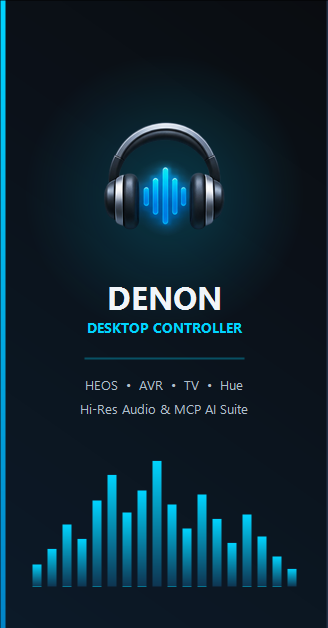 DENON
DESKTOP CONTROLLER
HEOS • AVR • TV • Hue
Hi-Res Audio & MCP AI Suite